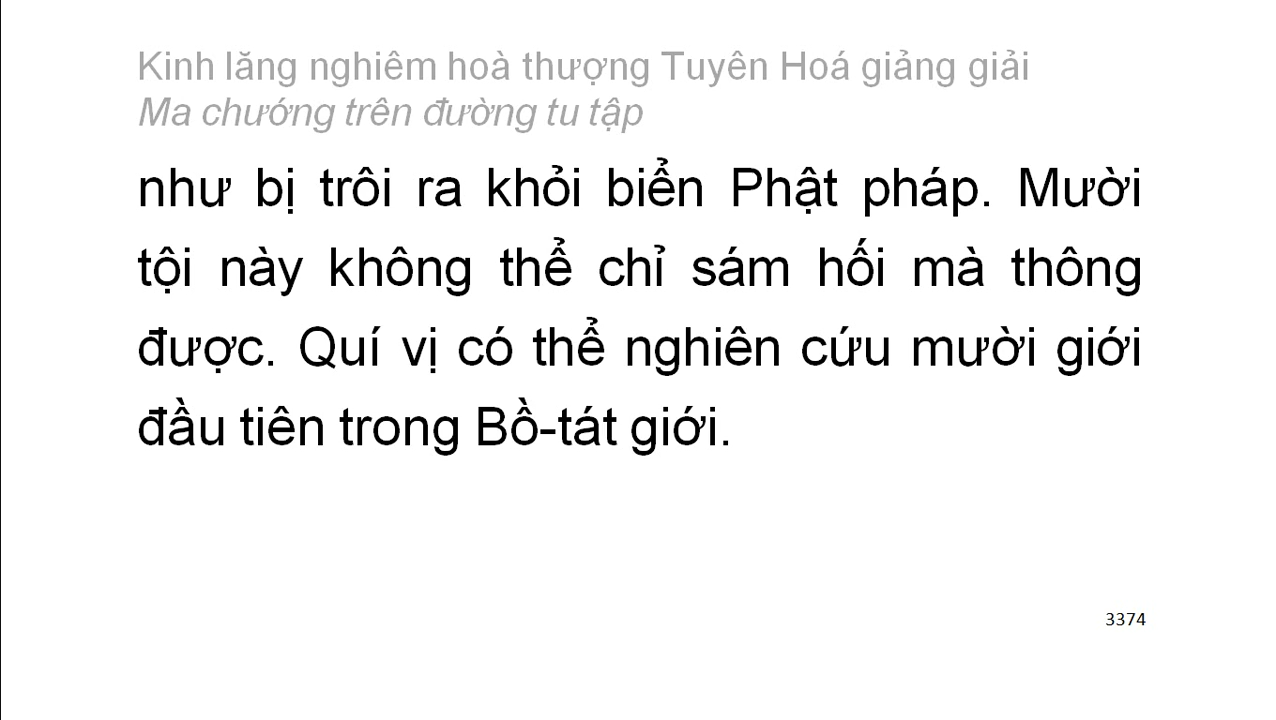 Kinh lăng nghiêm hoà thượng Tuyên Hoá giảng giải
Ma chướng trên đường tu tập
như bị trôi ra khỏi biển Phật pháp. Mười
tội này không thể chỉ sám hối mà thông
được. Quí vị có thể nghiên cứu mười giới
đầu tiên trong Bồ-tát giới.
3374